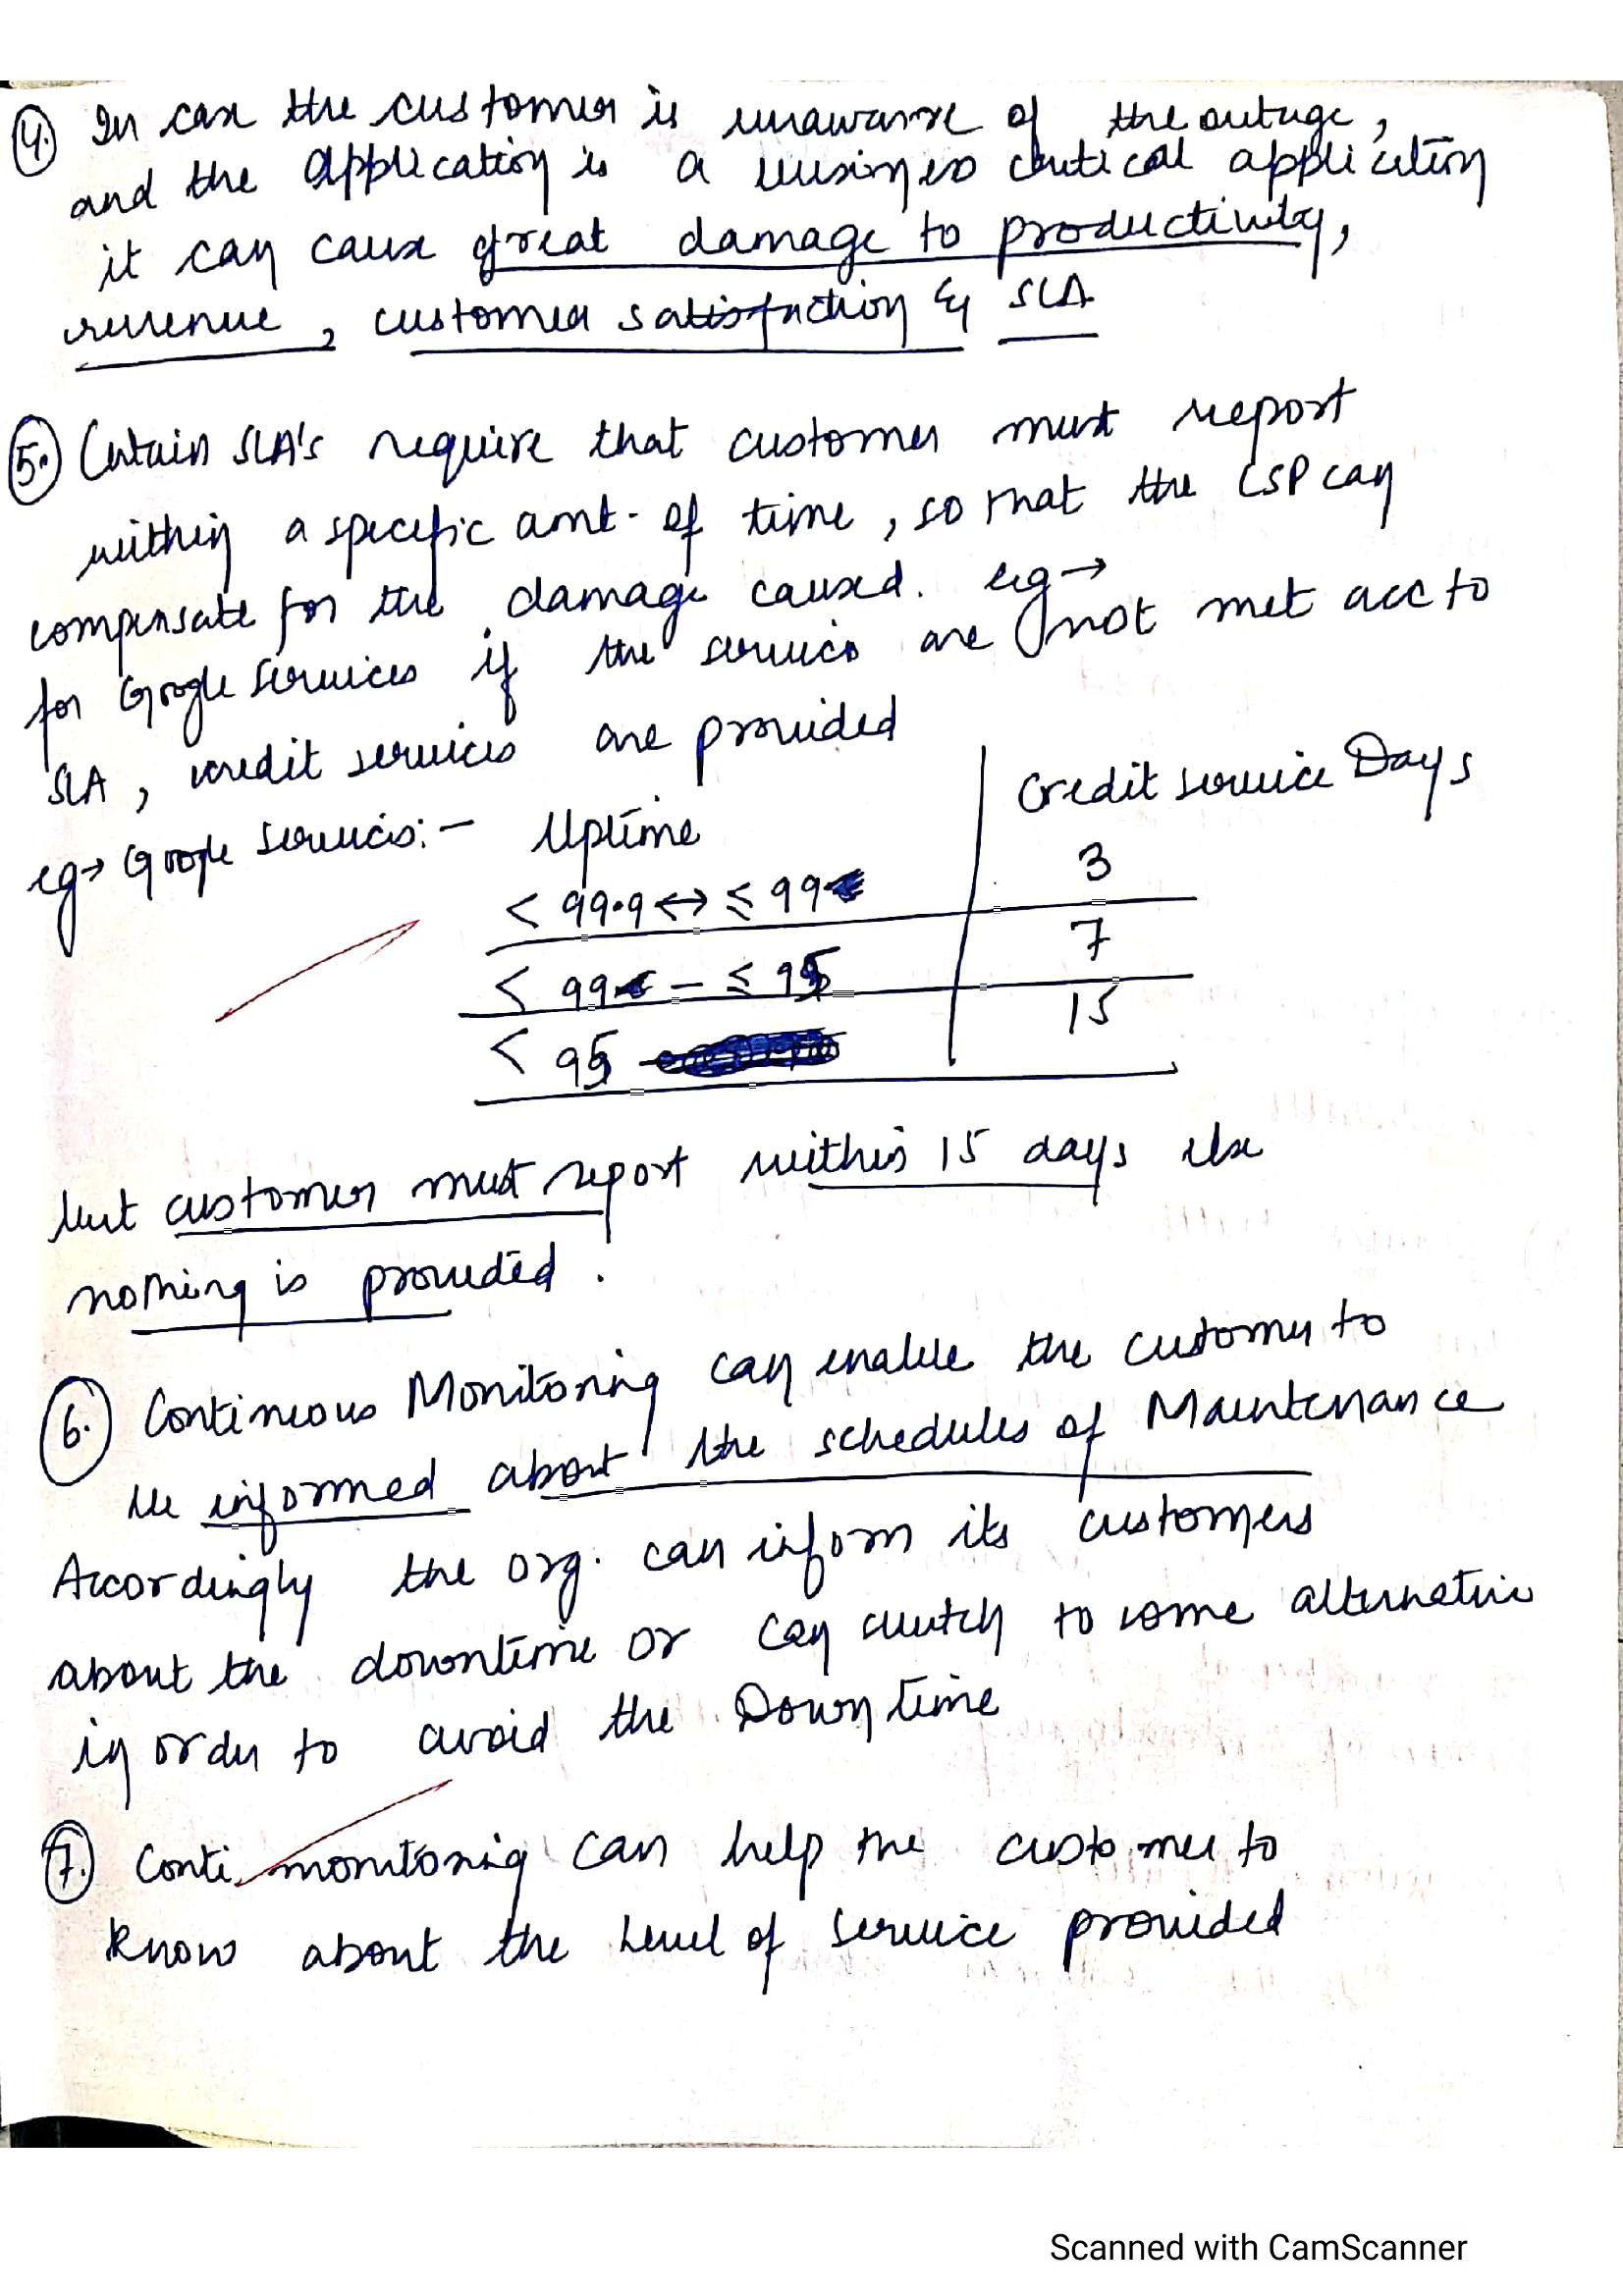 4. In case the customer is unaware of the outage,
and the application is a business critical application
it can cause great damage to productivity,
revenue, customer satisfaction & SLA
5. Certain SLA's require that customer must report
within a specific amt. of time, so that the CSP can
compensate for the damage caused. eg →
for Google services if the services are not met acc to
SLA, credit services are provided
eg → Google services:- Uptime | Credit service Days
< 99.9 ↔ ≤ 99 | 3
< 99 - ≤ 95 | 7
< 95 | 15
but customer must report within 15 days else
nothing is provided.
6. Contineous Monitoring can enable the customer to
be informed about the schedules of Maintenance
Accordingly the org. can inform its customers
about the downtime or can switch to some alternative
in order to avoid the Downtime
7. Conti. monitoring can help the customer to
know about the level of service provided
Scanned with CamScanner